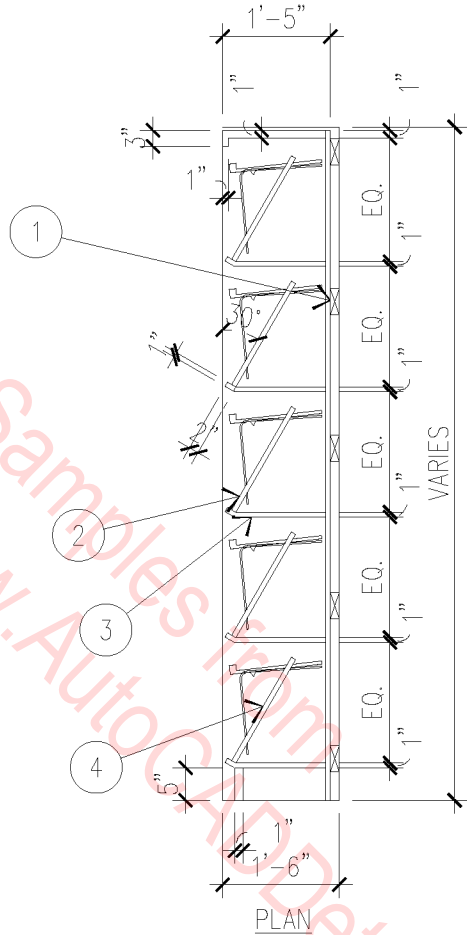 1'-5"
1"
1"
3"
1"
EQ.
1
1"
30°
EQ.
1"
1"
2"
EQ.
VARIES
2
1"
3
EQ.
1"
EQ.
4
1"
5"
1"
1'-6"
PLAN
Samples from
w.AutoCADDet